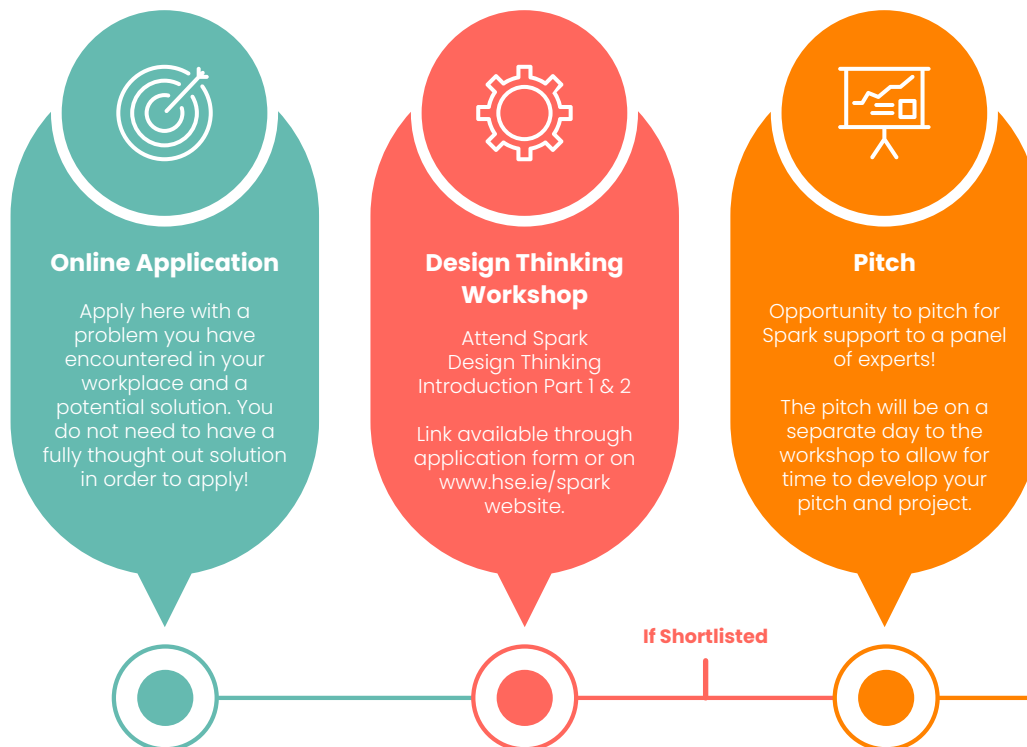 Online Application
Apply here with a
problem you have
encountered in your
workplace and a
potential solution. You
do not need to have a
fully thought out solution
in order to apply!
Design Thinking
Workshop
Attend Spark
Design Thinking
Introduction Part 1 & 2
Link available through
application form or on
www.hse.ie/spark
website.
Pitch
Opportunity to pitch for
Spark support to a panel
of experts!
The pitch will be on a
separate day to the
workshop to allow for
time to develop your
pitch and project.
If Shortlisted